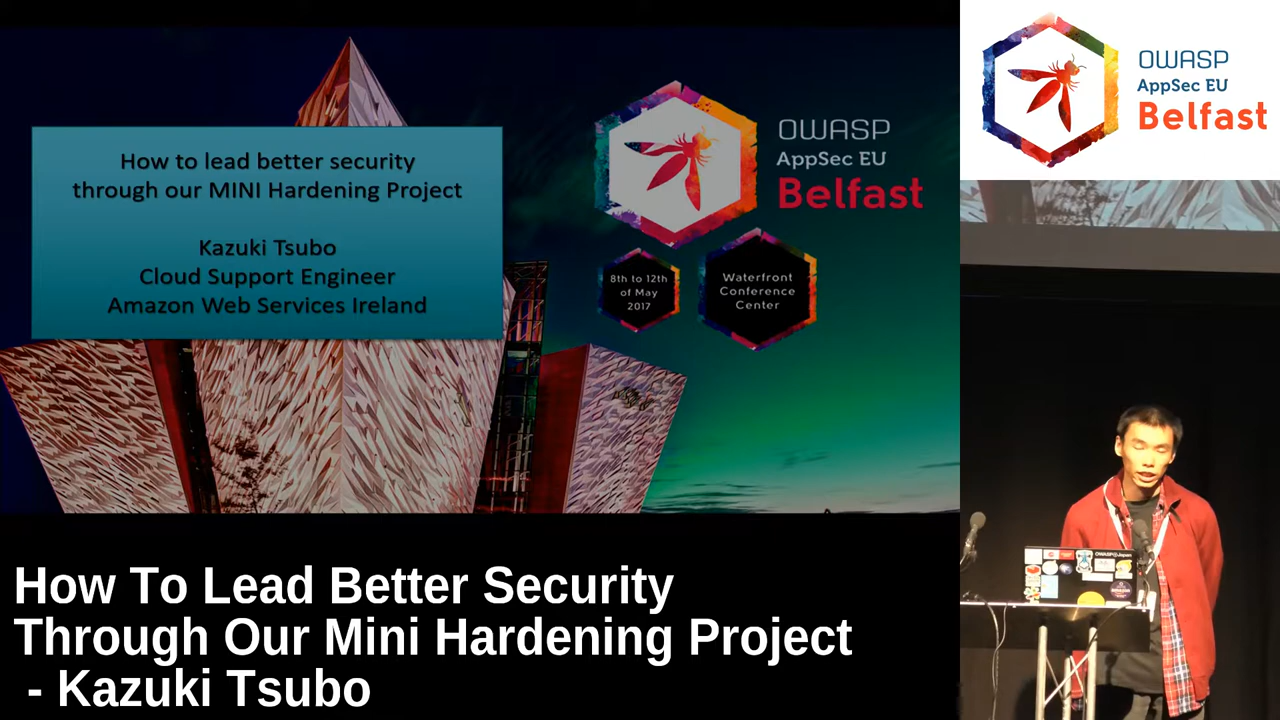 How to lead better security
through our MINI Hardening Project
Kazuki Tsubo
Cloud Support Engineer
Amazon Web Services Ireland
OWASP
AppSec EU
Belfast
8th to 12th
of May
2017
Waterfront
Conference
Center
OWASP
AppSec EU
Belfast
OWASP Japan
How To Lead Better Security
Through Our Mini Hardening Project
- Kazuki Tsubo